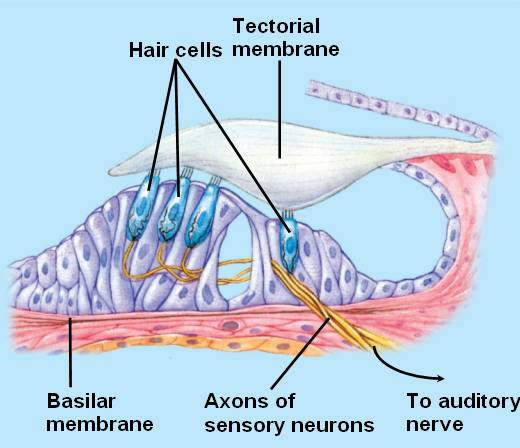 Tectorial
membrane
Hair cells
Basilar
membrane
Axons of
sensory neurons
To auditory
nerve